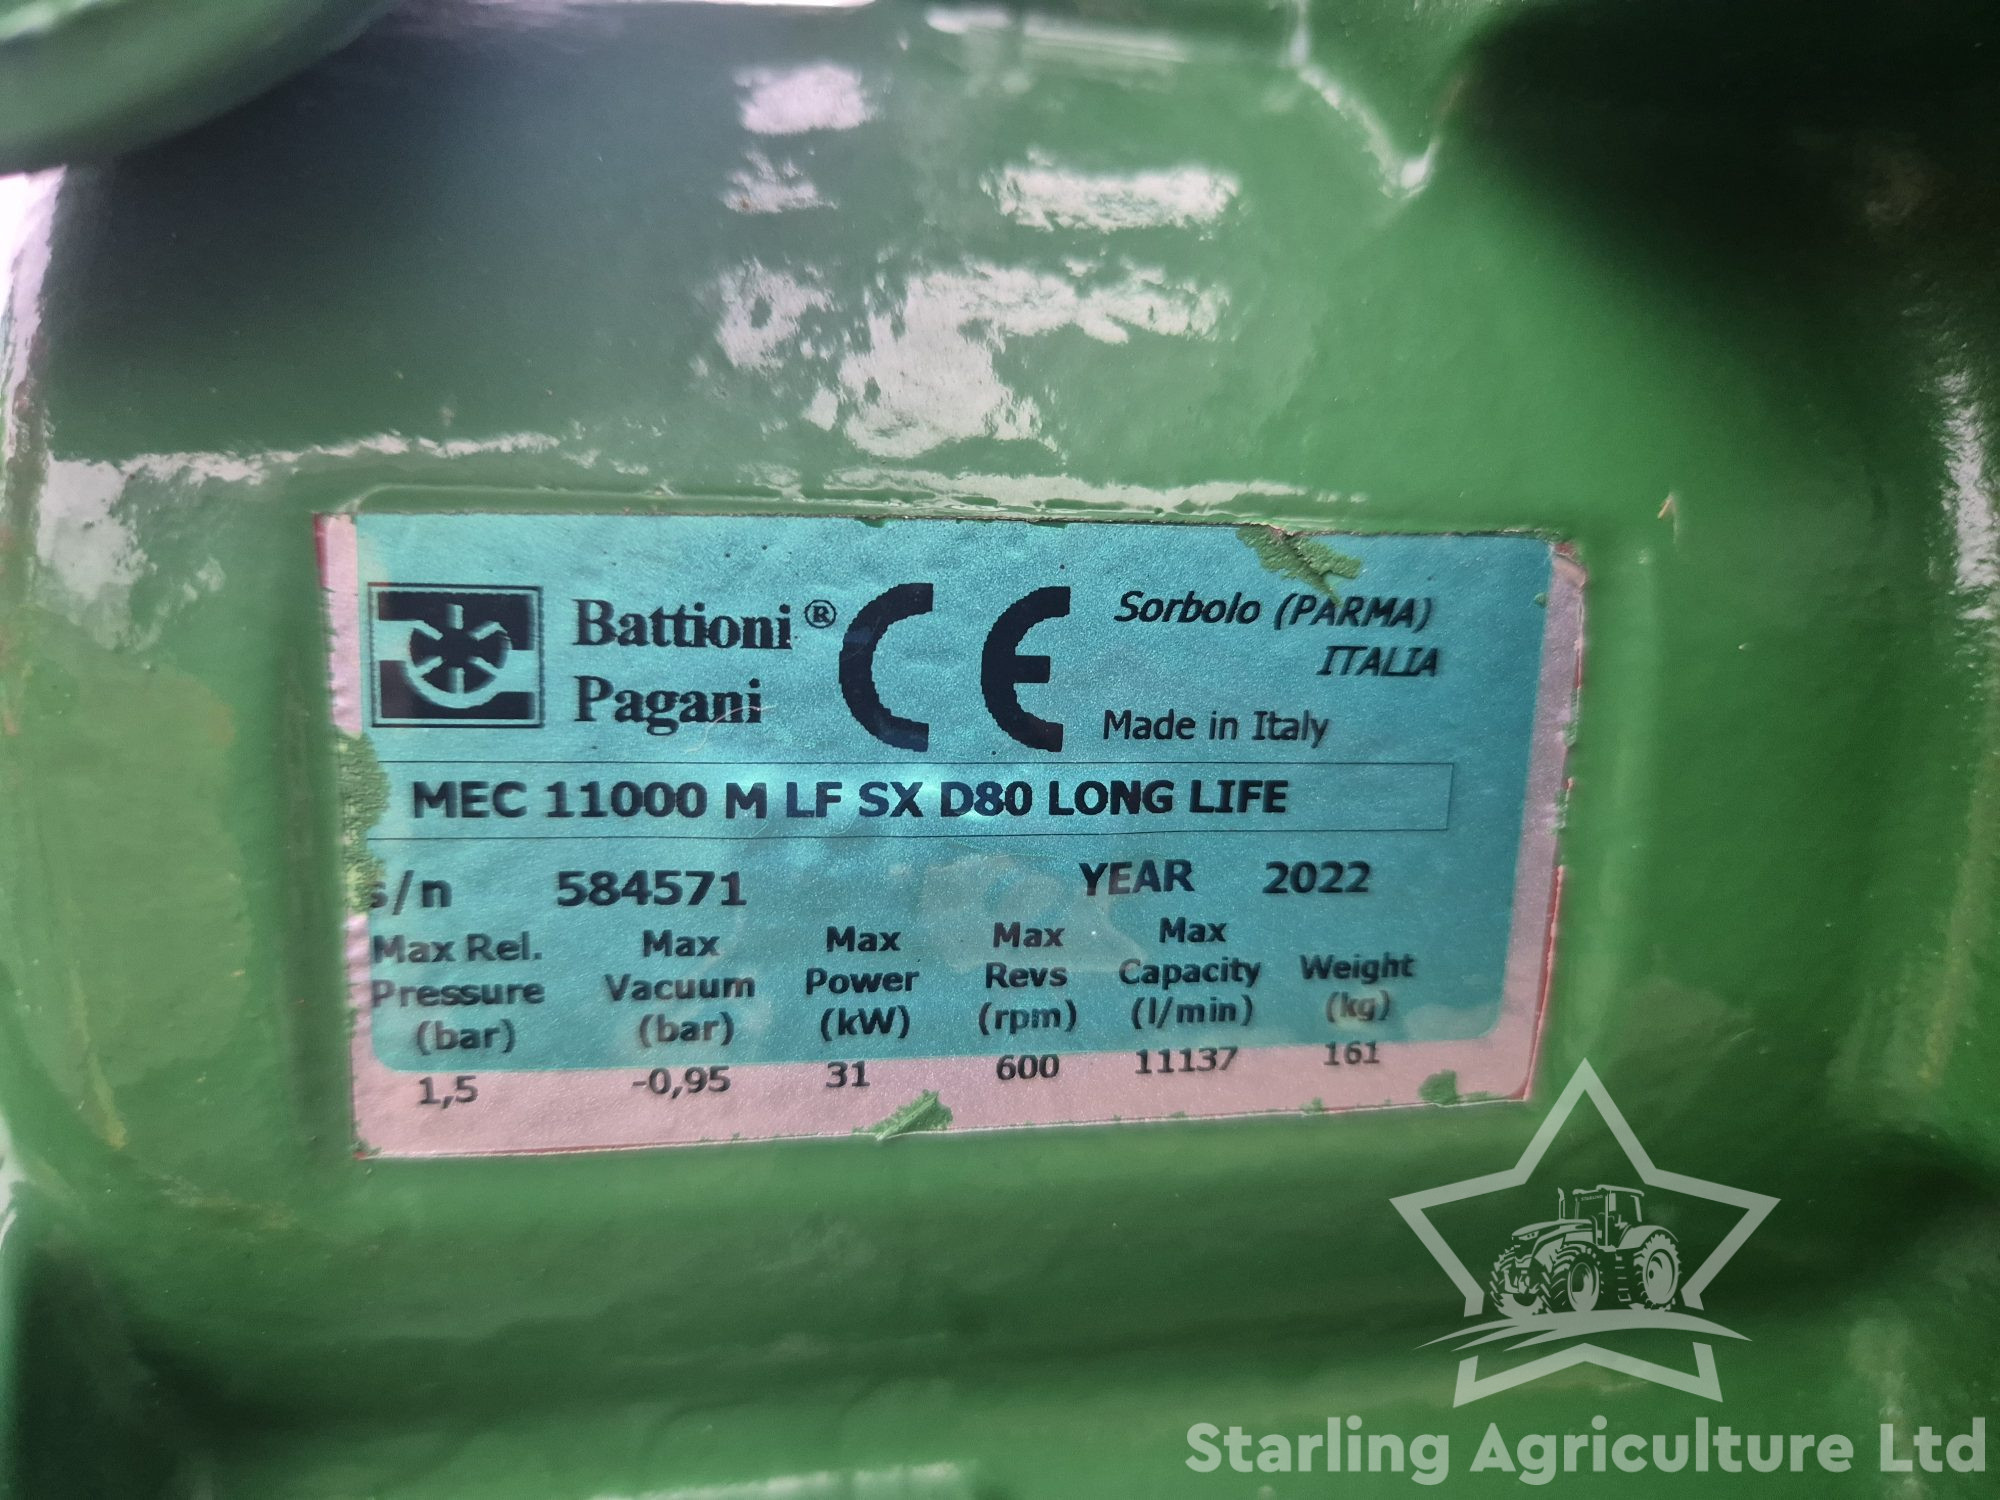 Battioni®
Pagani
CE
Sorbolo (PARMA)
ITALIA
Made in Italy
MEC 11000 M LF SX D80 LONG LIFE
s/n 584571 YEAR 2022
Max Rel. Pressure (bar) Max Vacuum (bar) Max Power (kW) Max Revs (rpm) Max Capacity (l/min) Weight (kg)
1,5 -0,95 31 600 11137 161
Starling Agriculture Ltd